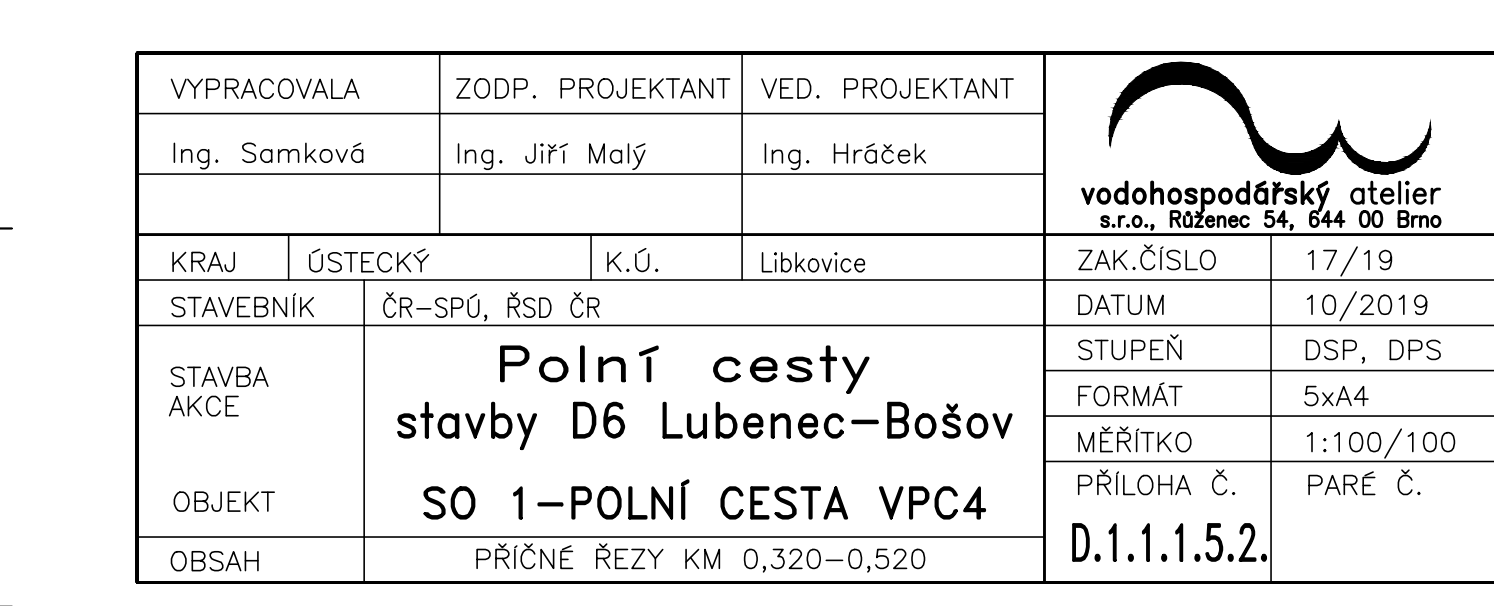 VYPRACOVALA ZODP. PROJEKTANT VED. PROJEKTANT
Ing. Samková Ing. Jiří Malý Ing. Hráček
vodohospodářský atelier
s.r.o., Růženec 54, 644 00 Brno
KRAJ ÚSTECKÝ K.Ú. Libkovice ZAK.ČÍSLO 17/19
STAVEBNÍK ČR-SPÚ, ŘSD ČR DATUM 10/2019
STAVBA
AKCE
Polní cesty
stavby D6 Lubenec-Bošov
STUPEŇ DSP, DPS
FORMÁT 5xA4
MĚŘÍTKO 1:100/100
OBJEKT SO 1-POLNÍ CESTA VPC4
PŘÍLOHA Č. PARÉ Č.
D.1.1.1.5.2.
OBSAH PŘÍČNÉ ŘEZY KM 0,320-0,520